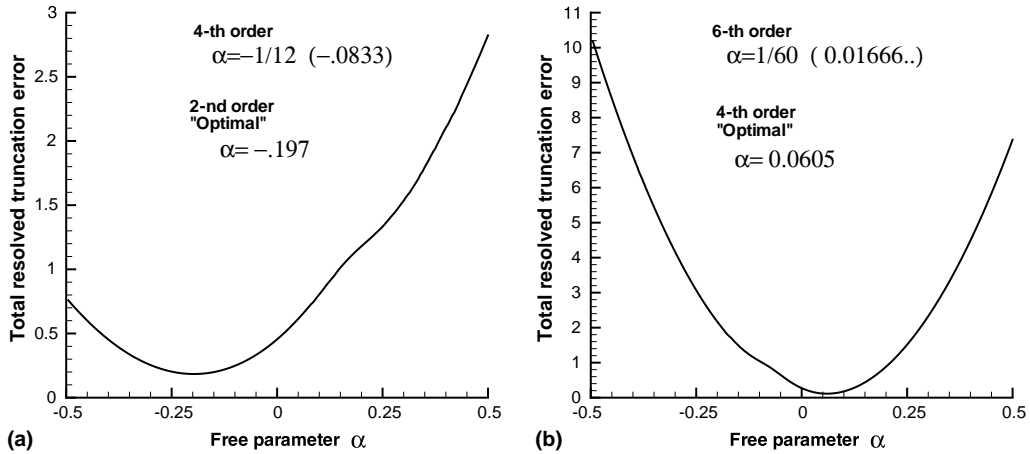 3
2.5
2
1.5
1
0.5
0
-0.5
-0.25
0
0.25
0.5
Total resolved truncation error
Free parameter α
4-th order
α=−1/12 (−.0833)
2-nd order
"Optimal"
α= −.197
(a)
11
10
9
8
7
6
5
4
3
2
1
0
-0.5
-0.25
0
0.25
0.5
Total resolved truncation error
Free parameter α
6-th order
α=1/60 ( 0.01666..)
4-th order
"Optimal"
α= 0.0605
(b)